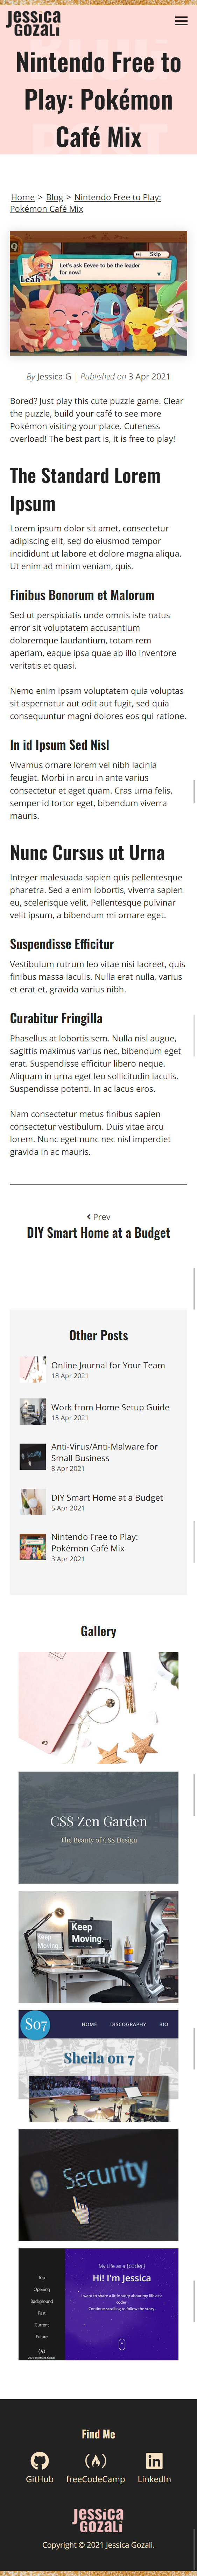 Jessica
Gozali
Nintendo Free to
Play: Pokémon
Café Mix
Home > Blog > Nintendo Free to Play:
Pokémon Café Mix
Skip
Let's ask Eevee to be the leader
for now!
Leah
By Jessica G | Published on 3 Apr 2021
Bored? Just play this cute puzzle game. Clear
the puzzle, build your café to see more
Pokémon visiting your place. Cuteness
overload! The best part is, it is free to play!
The Standard Lorem
Ipsum
Lorem ipsum dolor sit amet, consectetur
adipiscing elit, sed do eiusmod tempor
incididunt ut labore et dolore magna aliqua.
Ut enim ad minim veniam, quis.
Finibus Bonorum et Malorum
Sed ut perspiciatis unde omnis iste natus
error sit voluptatem accusantium
doloremque laudantium, totam rem
aperiam, eaque ipsa quae ab illo inventore
veritatis et quasi.
Nemo enim ipsam voluptatem quia voluptas
sit aspernatur aut odit aut fugit, sed quia
consequuntur magni dolores eos qui ratione.
In id Ipsum Sed Nisl
Vivamus ornare lorem vel nibh lacinia
feugiat. Morbi in arcu in ante varius
consectetur et eget quam. Cras urna felis,
semper id tortor eget, bibendum viverra
mauris.
Nunc Cursus ut Urna
Integer malesuada sapien quis pellentesque
pharetra. Sed a enim lobortis, viverra sapien
eu, scelerisque velit. Pellentesque pulvinar
velit ipsum, a bibendum mi ornare eget.
Suspendisse Efficitur
Vestibulum rutrum leo vitae nisi laoreet, quis
finibus massa iaculis. Nulla erat nulla, varius
et erat et, gravida varius nibh.
Curabitur Fringilla
Phasellus at lobortis sem. Nulla nisl augue,
sagittis maximus varius nec, bibendum eget
erat. Suspendisse efficitur libero neque.
Aliquam in urna eget leo sollicitudin iaculis.
Suspendisse potenti. In ac lacus eros.
Nam consectetur metus finibus sapien
consectetur vestibulum. Duis vitae arcu
lorem. Nunc eget nunc nec nisl imperdiet
gravida in ac mauris.
< Prev
DIY Smart Home at a Budget
Other Posts
Online Journal for Your Team
18 Apr 2021
Work from Home Setup Guide
15 Apr 2021
Anti-Virus/Anti-Malware for
Small Business
8 Apr 2021
DIY Smart Home at a Budget
5 Apr 2021
Nintendo Free to Play:
Pokémon Café Mix
3 Apr 2021
Gallery
CSS Zen Garden
The Beauty of CSS Design
Keep
Moving.
Keep
Moving.
So7
HOME DISCOGRAPHY BIO
Sheila on 7
Security
Top
Opening
Background
Past
Current
Future
My Life as a {coder}
Hi! I'm Jessica
I want to share a little story about my life as a
coder.
Continue scrolling to follow the story.
Find Me
GitHub freeCodeCamp LinkedIn
Jessica
Gozali
Copyright © 2021 Jessica Gozali.